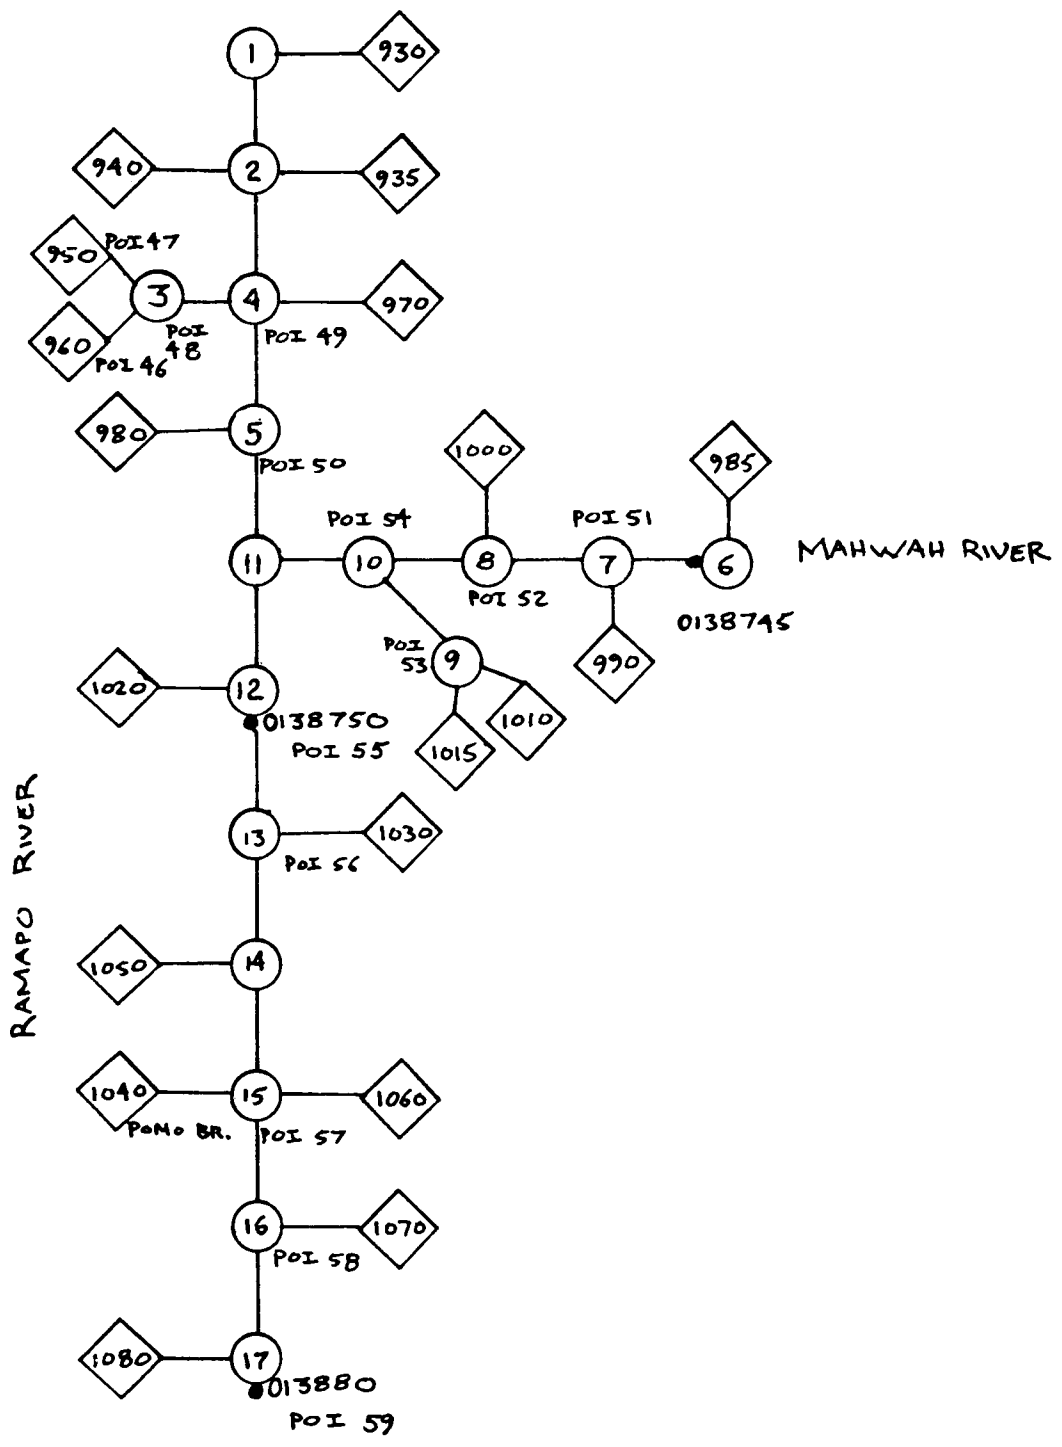 1
930
940
2
935
950
POI 47
3
4
970
960
POI 46
POI
48
POI 49
980
5
POI 50
1000
985
POI 54
POI 51
11
10
8
7
6
MAHWAH RIVER
POI 52
0138745
POI
53
9
990
1020
12
0138750
POI 55
1015
1010
RAMAPO RIVER
13
1030
POI 56
1050
14
1040
15
1060
POMO BR.
POI 57
16
1070
POI 58
1080
17
013880
POI 59